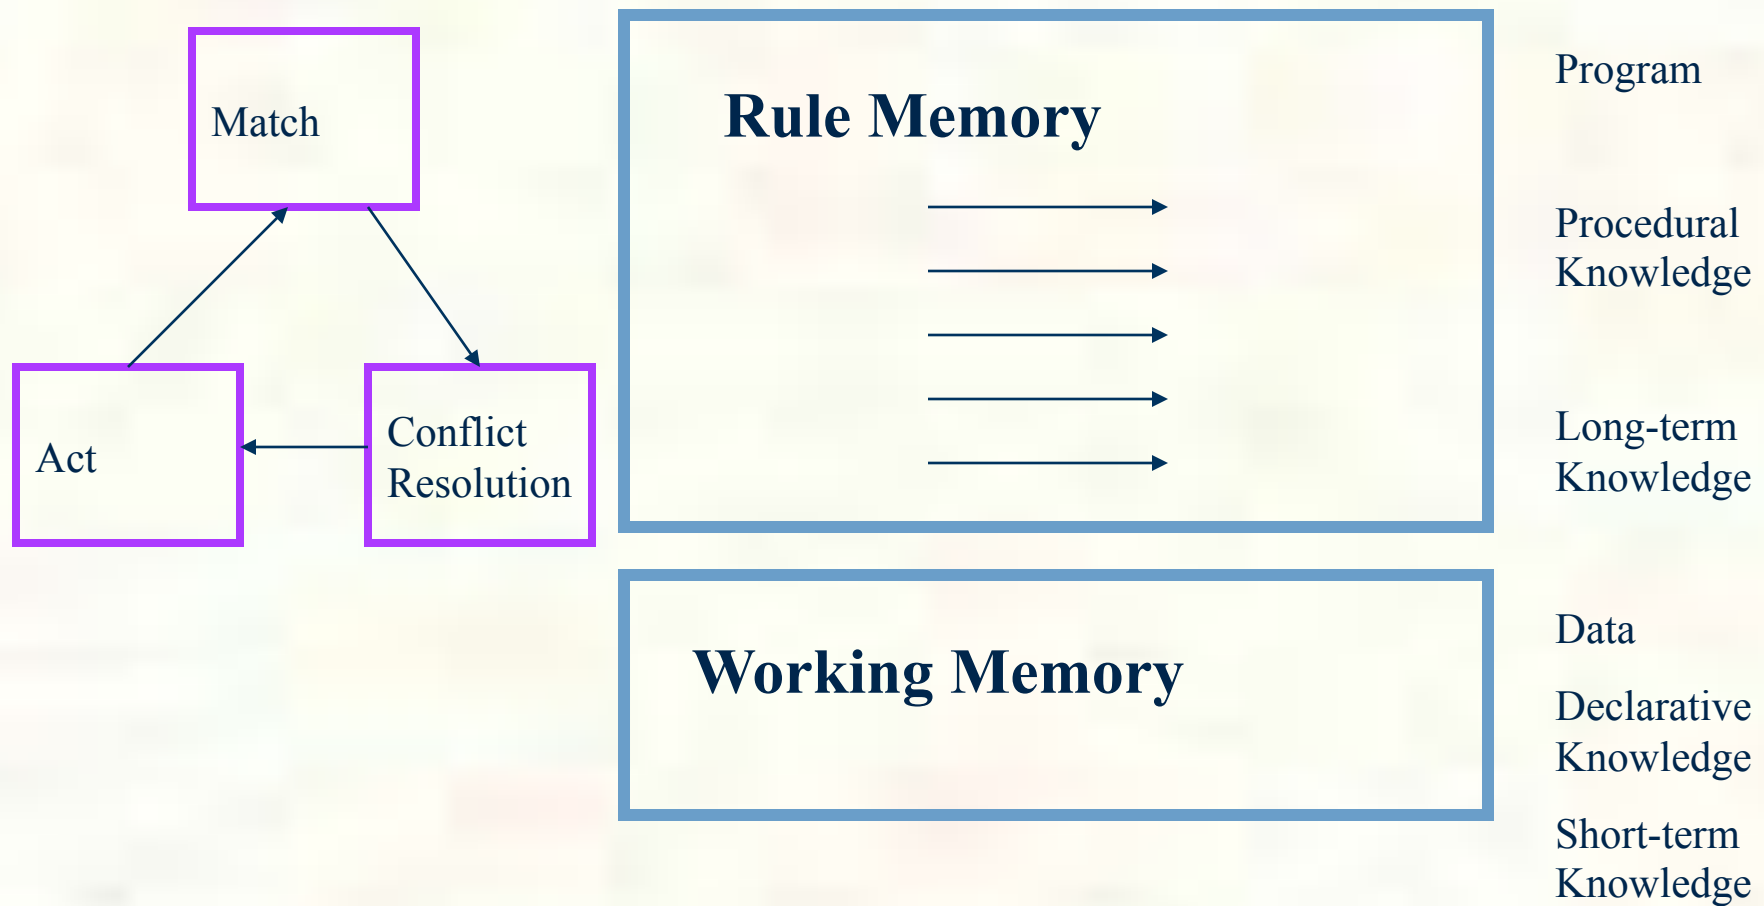 Match
Act
Conflict
Resolution
Rule Memory
Working Memory
Program
Procedural
Knowledge
Long-term
Knowledge
Data
Declarative
Knowledge
Short-term
Knowledge